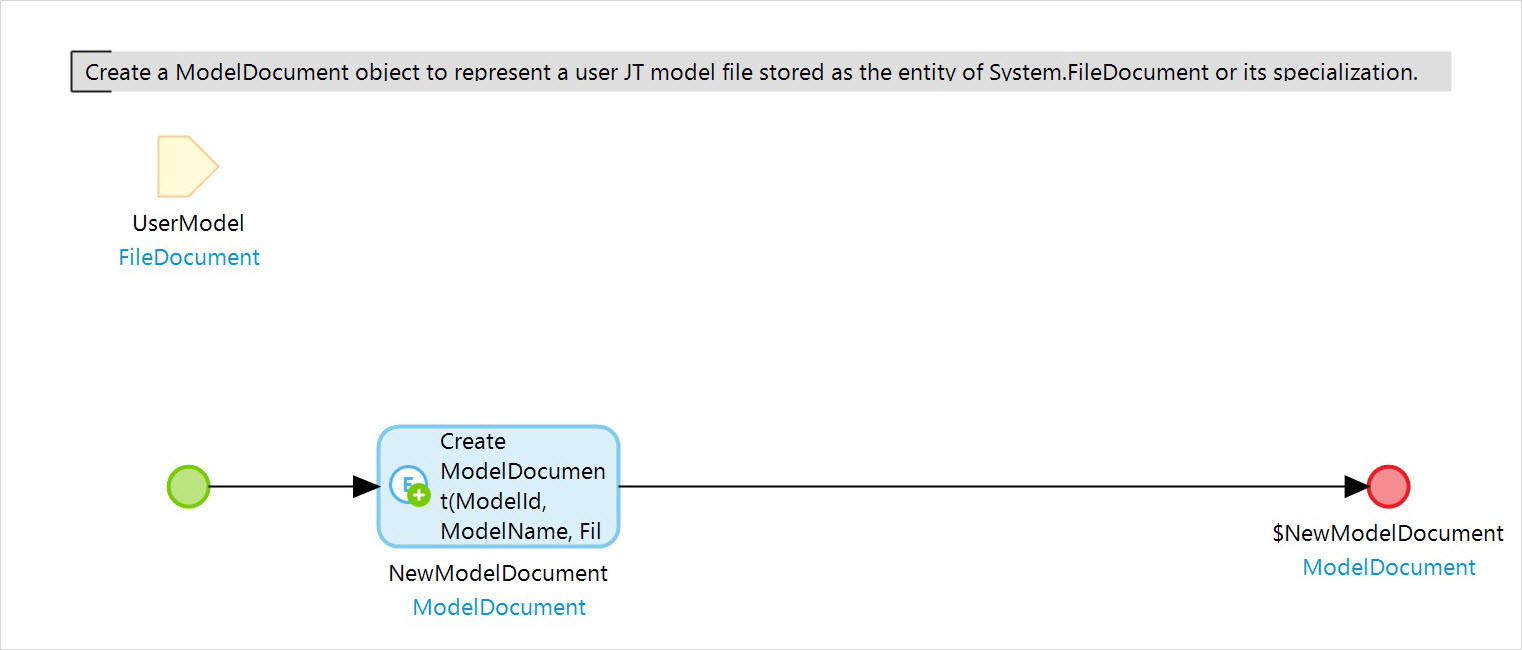 Create a ModelDocument object to represent a user JT model file stored as the entity of System.FileDocument or its specialization.
UserModel
FileDocument
E
Create
ModelDocumen
t(ModelId,
ModelName, Fil
NewModelDocument
ModelDocument
$NewModelDocument
ModelDocument